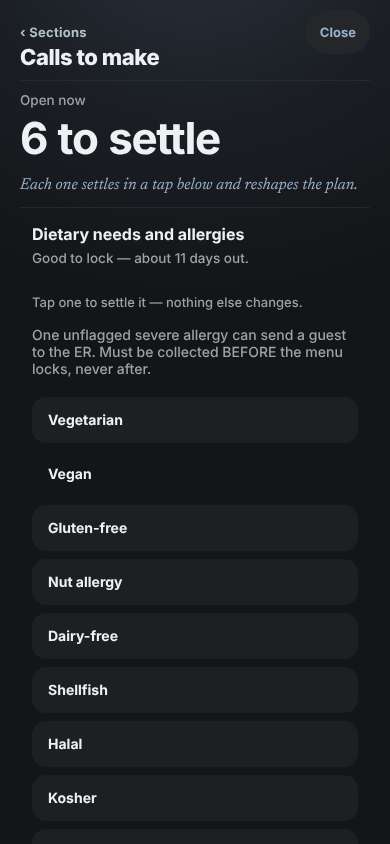 ‹ Sections
Close
Calls to make
Open now
6 to settle
Each one settles in a tap below and reshapes the plan.
Dietary needs and allergies
Good to lock — about 11 days out.
Tap one to settle it — nothing else changes.
One unflagged severe allergy can send a guest
to the ER. Must be collected BEFORE the menu
locks, never after.
Vegetarian
Vegan
Gluten-free
Nut allergy
Dairy-free
Shellfish
Halal
Kosher